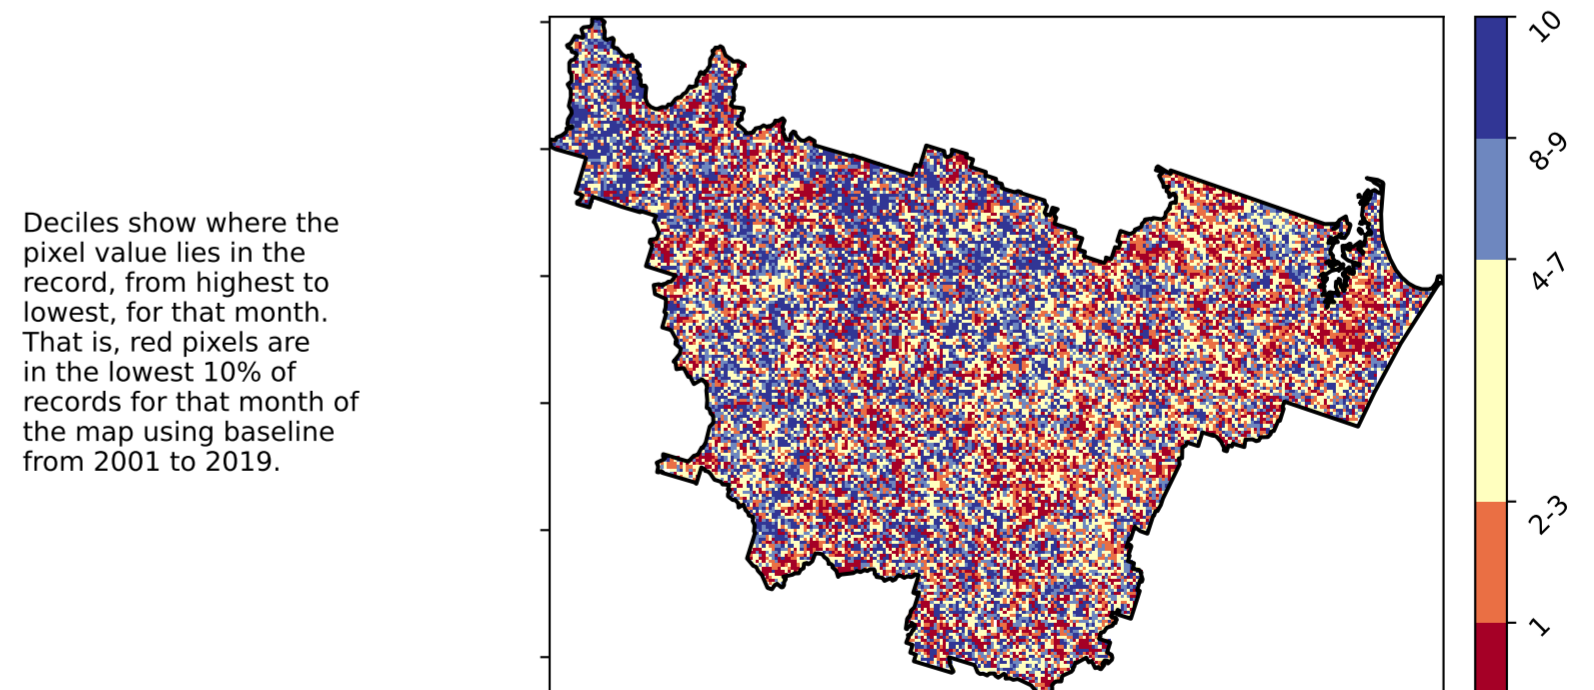 Deciles show where the
pixel value lies in the
record, from highest to
lowest, for that month.
That is, red pixels are
in the lowest 10% of
records for that month of
the map using baseline
from 2001 to 2019.
10
8-9
4-7
2-3
1